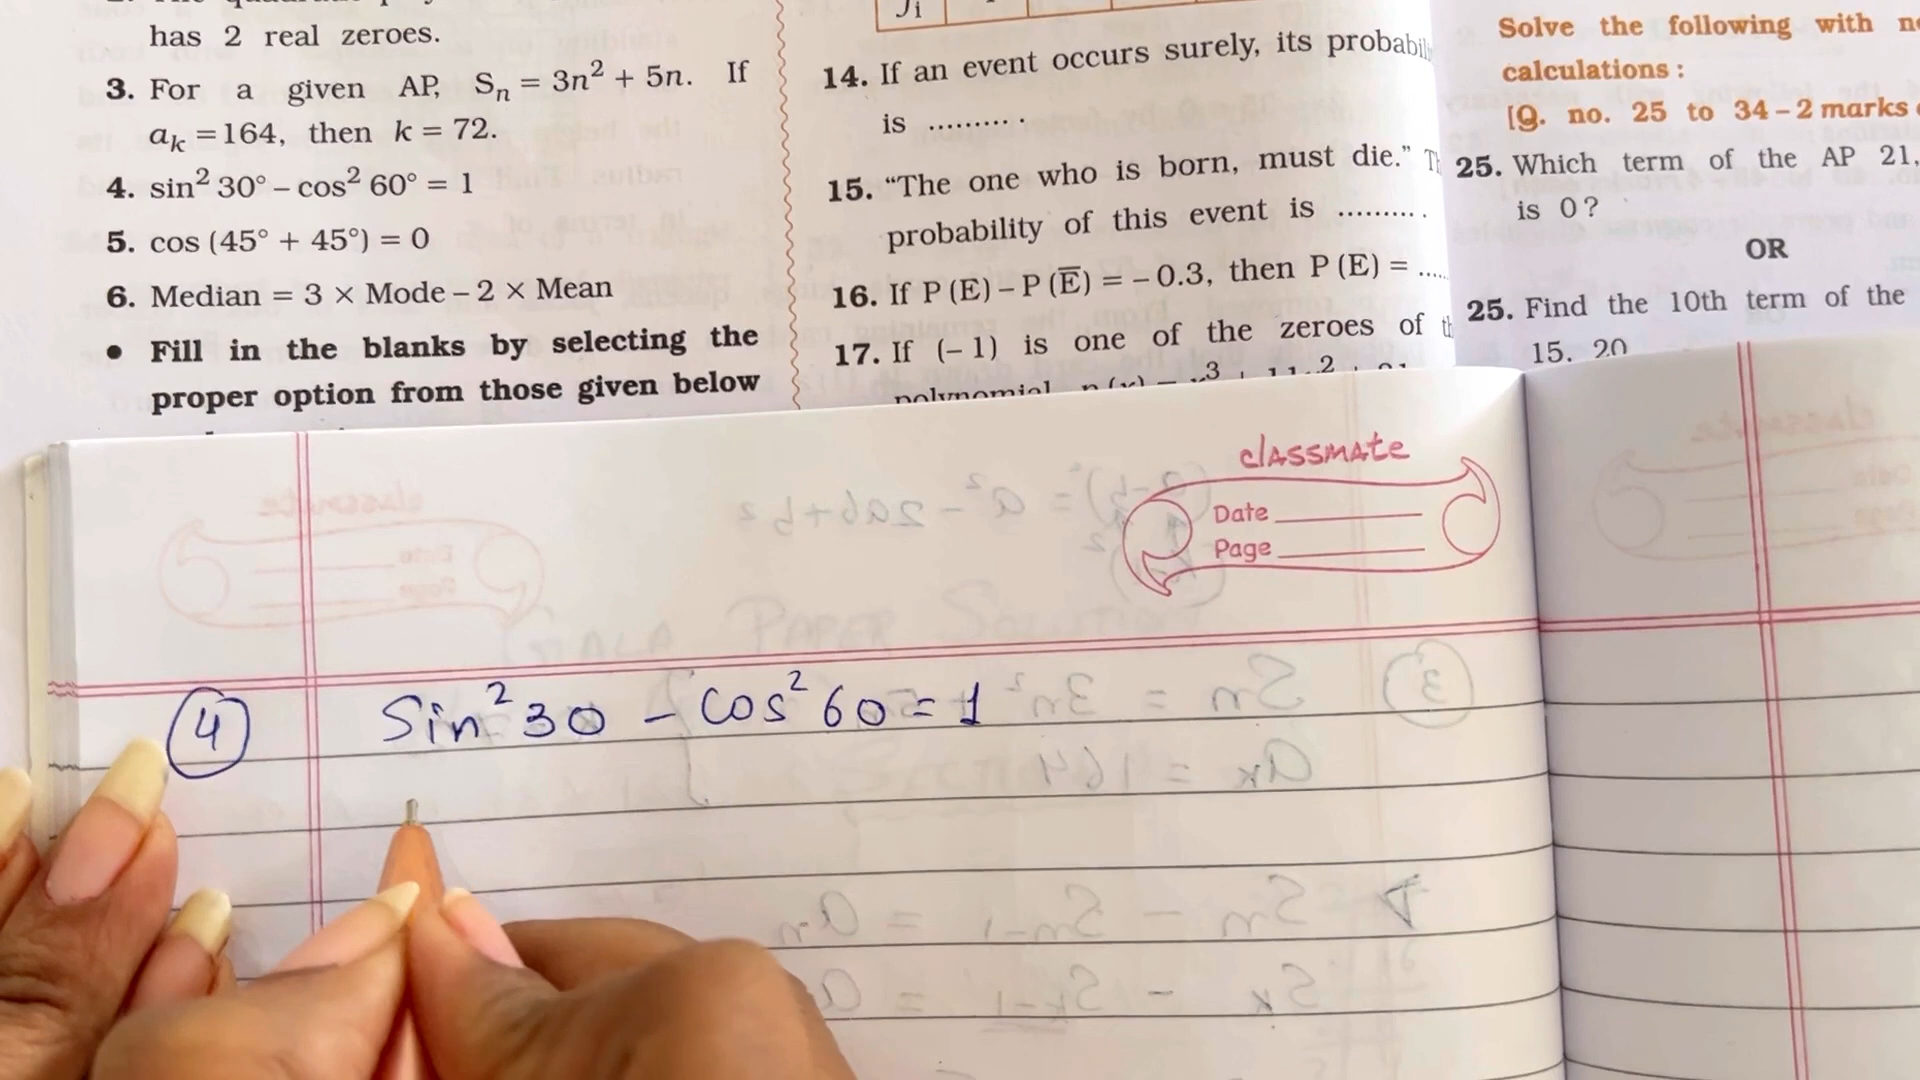 has 2 real zeroes.
3. For a given AP, Sn = 3n² + 5n. If
ak = 164, then k = 72.
4. sin² 30° – cos² 60° = 1
5. cos (45° + 45°) = 0
6. Median = 3 × Mode – 2 × Mean
• Fill in the blanks by selecting the
proper option from those given below
14. If an event occurs surely, its
is .......... .
15. “The one who is born, must die.”
probability of this event is ......... .
16. If P (E) – P (E̅) = – 0.3, then P (E) = .....
17. If (– 1) is one of the zeroes of
Solve the following with
calculations :
[Q. no. 25 to 34 – 2 marks
25. Which term of the AP 21,
is 0?
OR
25. Find the 10th term of the
15. 20
classmate
Date
Page
4 Sin² 30 – cos² 60 = 1